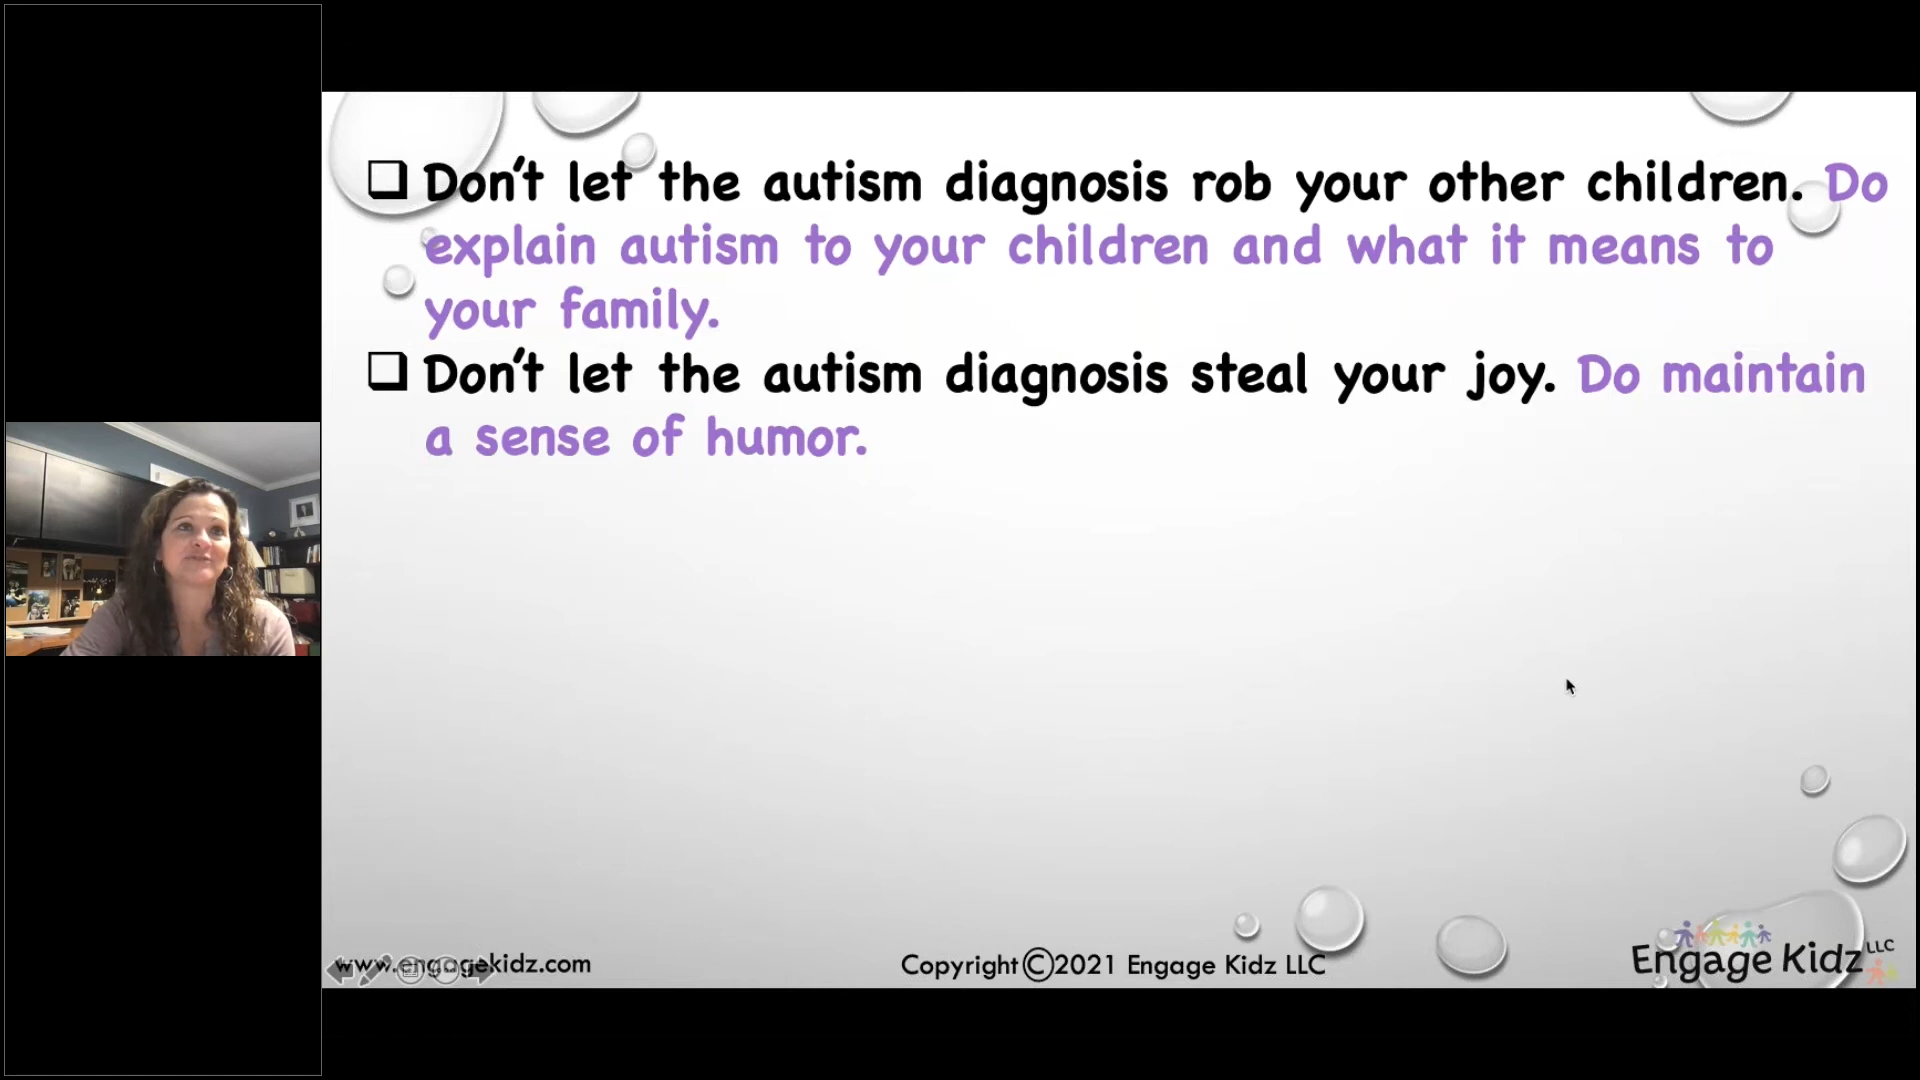 ❑ Don't let the autism diagnosis rob your other children. Do
explain autism to your children and what it means to
your family.
❑ Don't let the autism diagnosis steal your joy. Do maintain
a sense of humor.
www.engagekidz.com
Copyright©2021 Engage Kidz LLC
Engage Kidz LLC